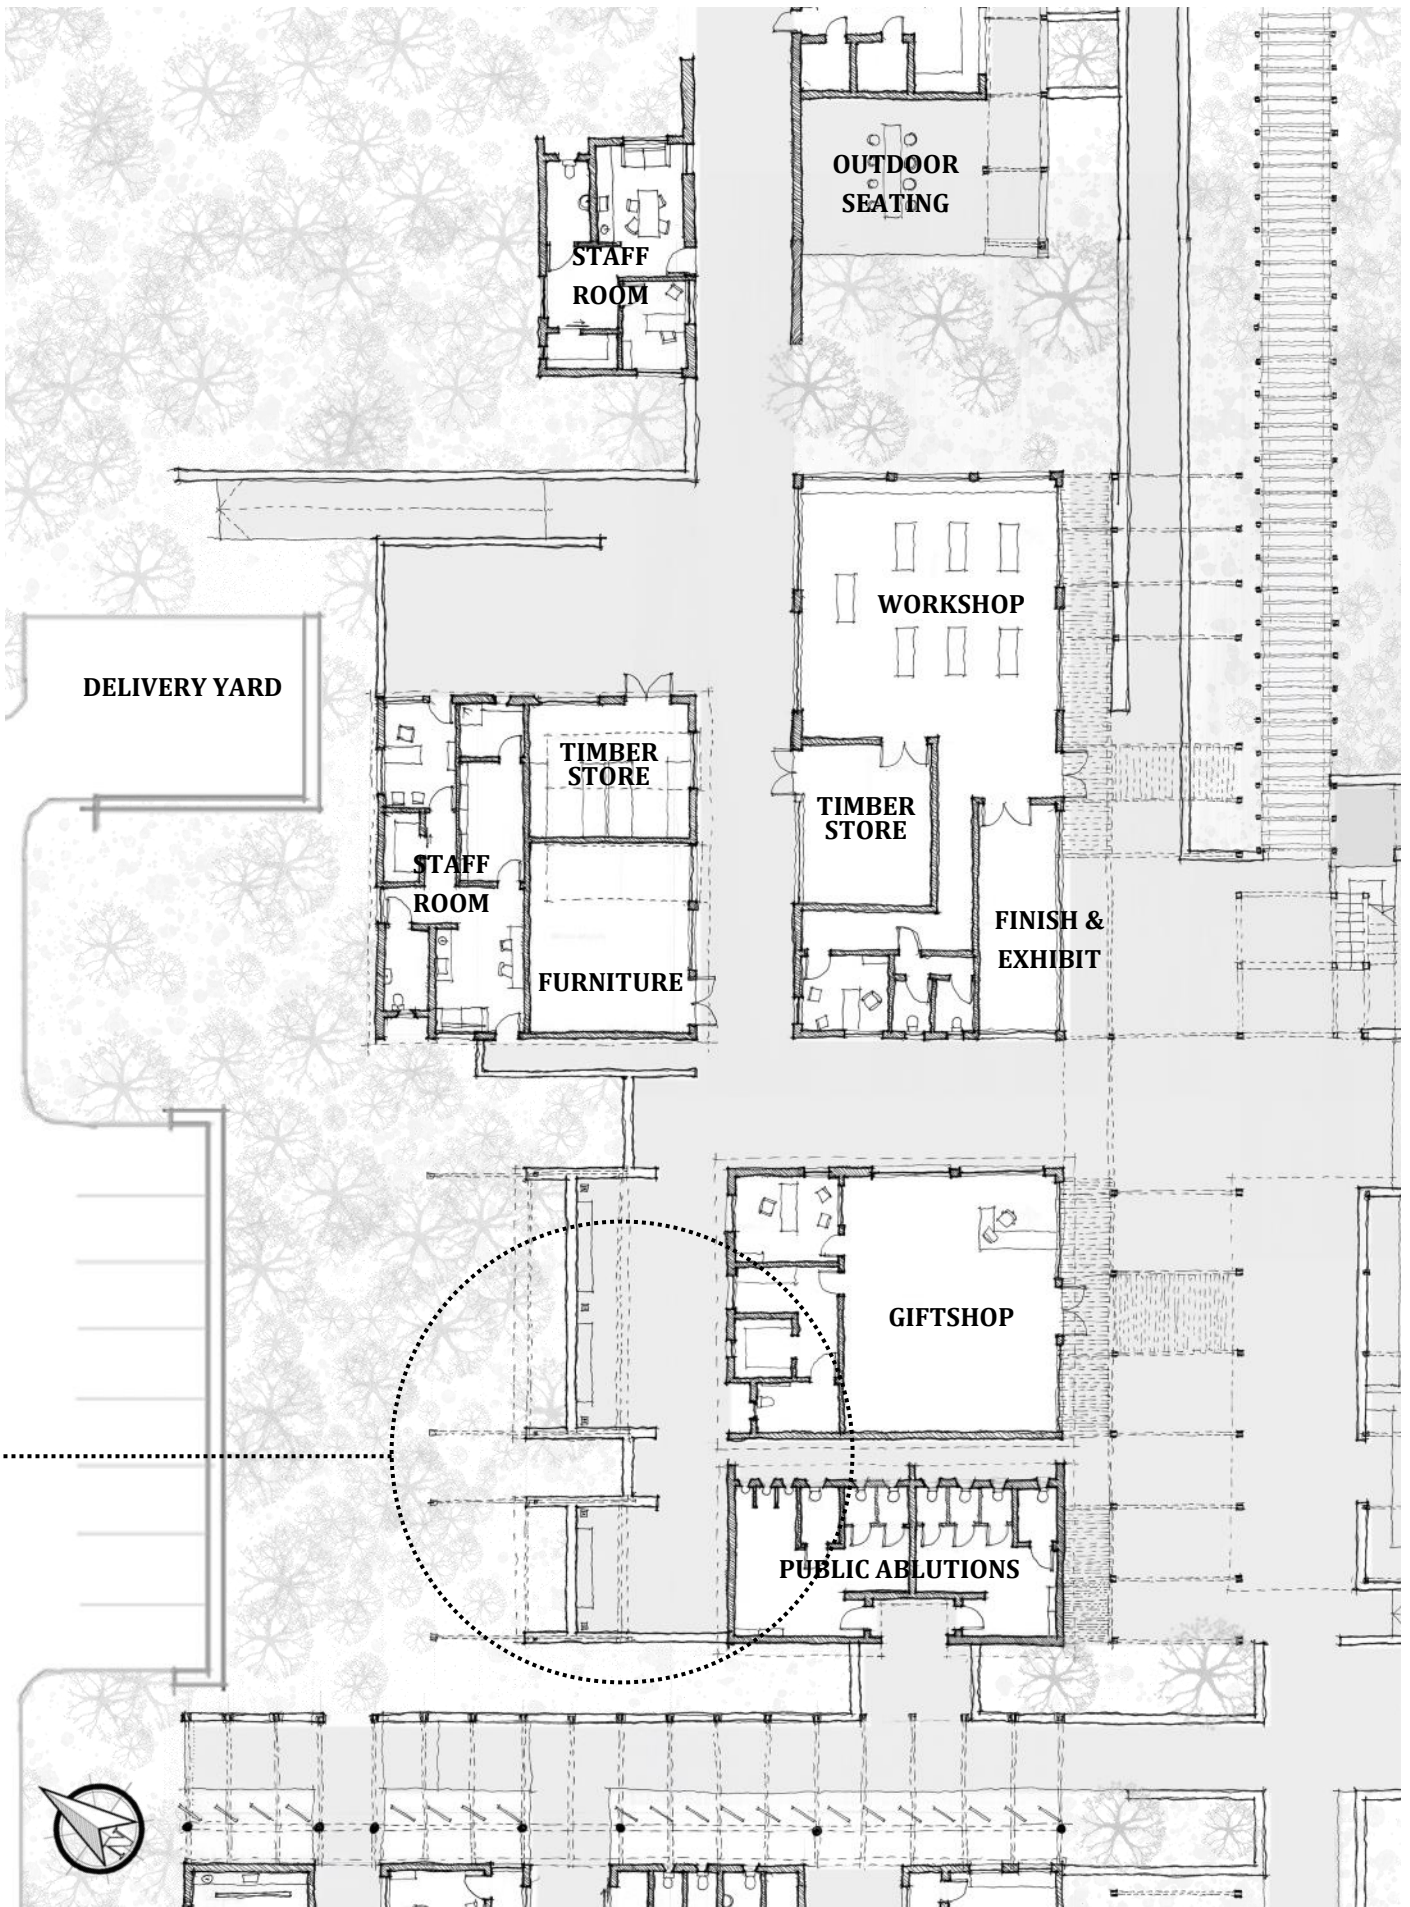 OUTDOOR
SEATING
STAFF
ROOM
WORKSHOP
DELIVERY YARD
TIMBER
STORE
TIMBER
STORE
STAFF
ROOM
FINISH &
EXHIBIT
FURNITURE
GIFTSHOP
PUBLIC ABLUTIONS